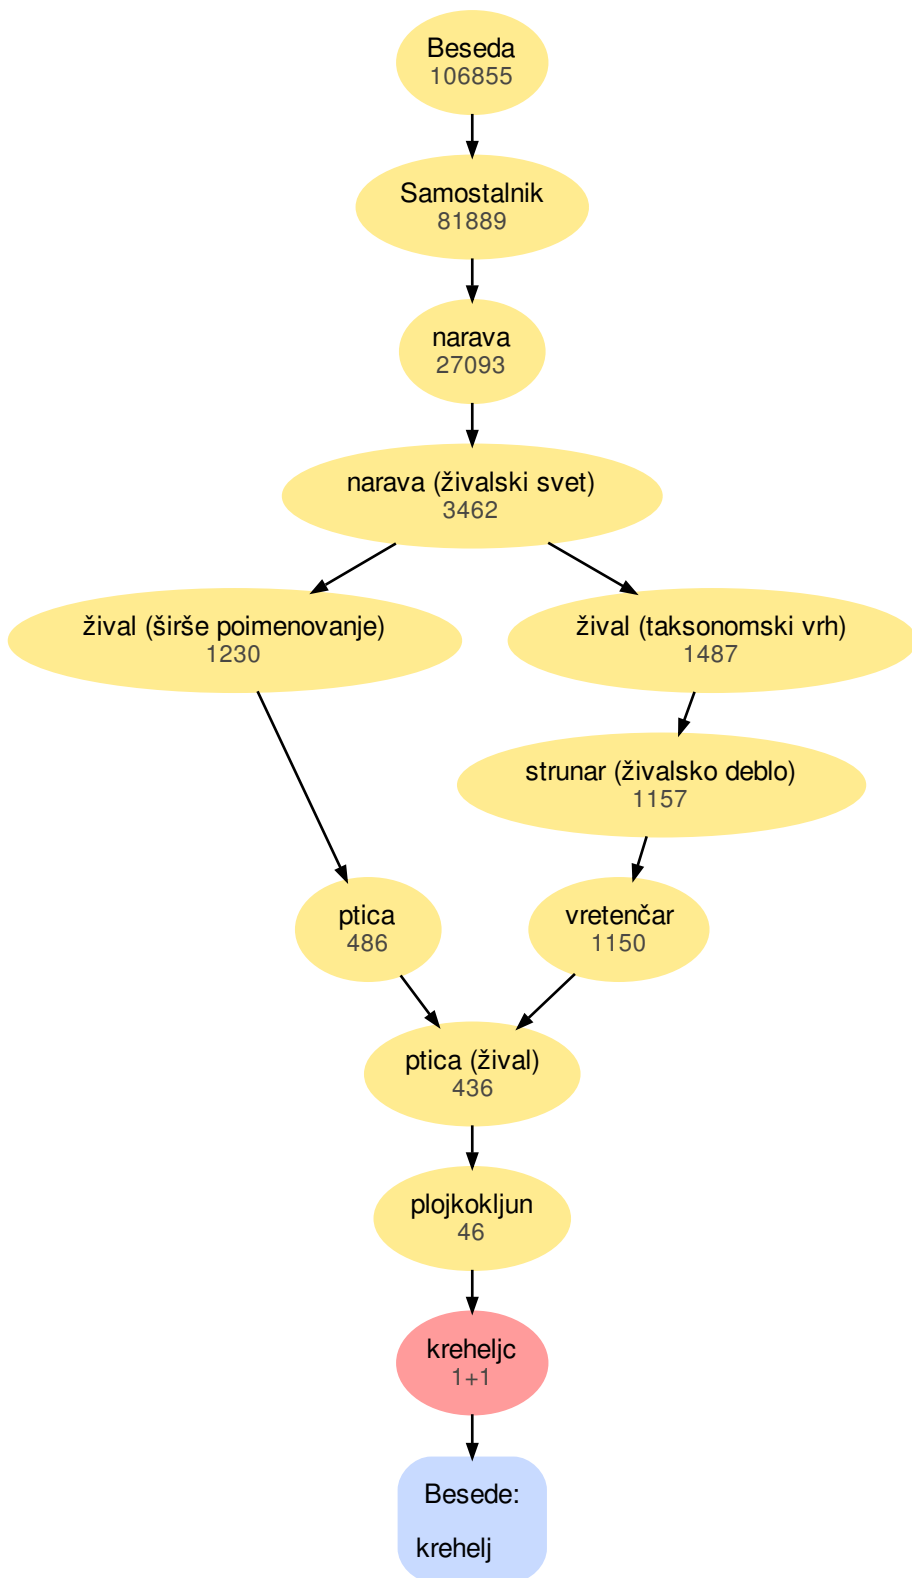 Beseda
106855
Samostalnik
81889
narava
27093
narava (živalski svet)
3462
žival (širše poimenovanje)
1230
žival (taksonomski vrh)
1487
strunar (živalsko deblo)
1157
ptica
486
vretenčar
1150
ptica (žival)
436
plojkokljun
46
kreheljc
1+1
Besede:
krehelj